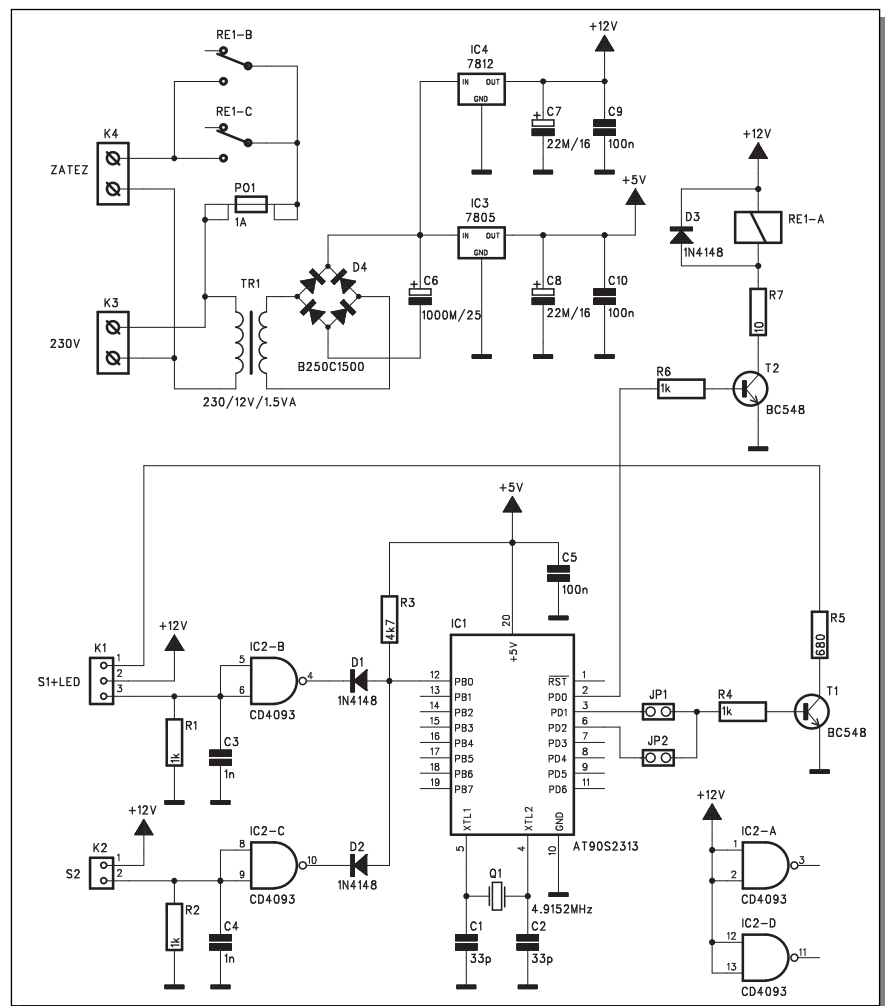 RE1-B
RE1-C
K4
ZATEZ
PO1
1A
K3
230V
TR1
230/12V/1.5VA
D4
B250C1500
IC4
7812
IN OUT
GND
+12V
C7
22M/16
C9
100n
IC3
7805
IN OUT
GND
+5V
C6
1000M/25
C8
22M/16
C10
100n
+12V
D3
1N4148
RE1-A
R7
10
R6
1k
T2
BC548
+5V
C5
100n
R3
4k7
K1
S1+LED
1
2
3
+12V
R1
1k
C3
1n
IC2-B
5
6
4
CD4093
D1
1N4148
K2
S2
1
2
+12V
R2
1k
C4
1n
IC2-C
8
9
10
CD4093
D2
1N4148
IC1
20
+5V
12 PB0
13 PB1
14 PB2
15 PB3
16 PB4
17 PB5
18 PB6
19 PB7
RST 1
PD0 2
PD1 3
PD2 6
PD3 7
PD4 8
PD5 9
PD6 11
XTL1
XTL2
GND
5
4
10
AT90S2313
Q1
4.9152MHz
C1
33p
C2
33p
JP1
JP2
R4
1k
R5
680
T1
BC548
+12V
IC2-A
1
2
3
CD4093
IC2-D
12
13
11
CD4093